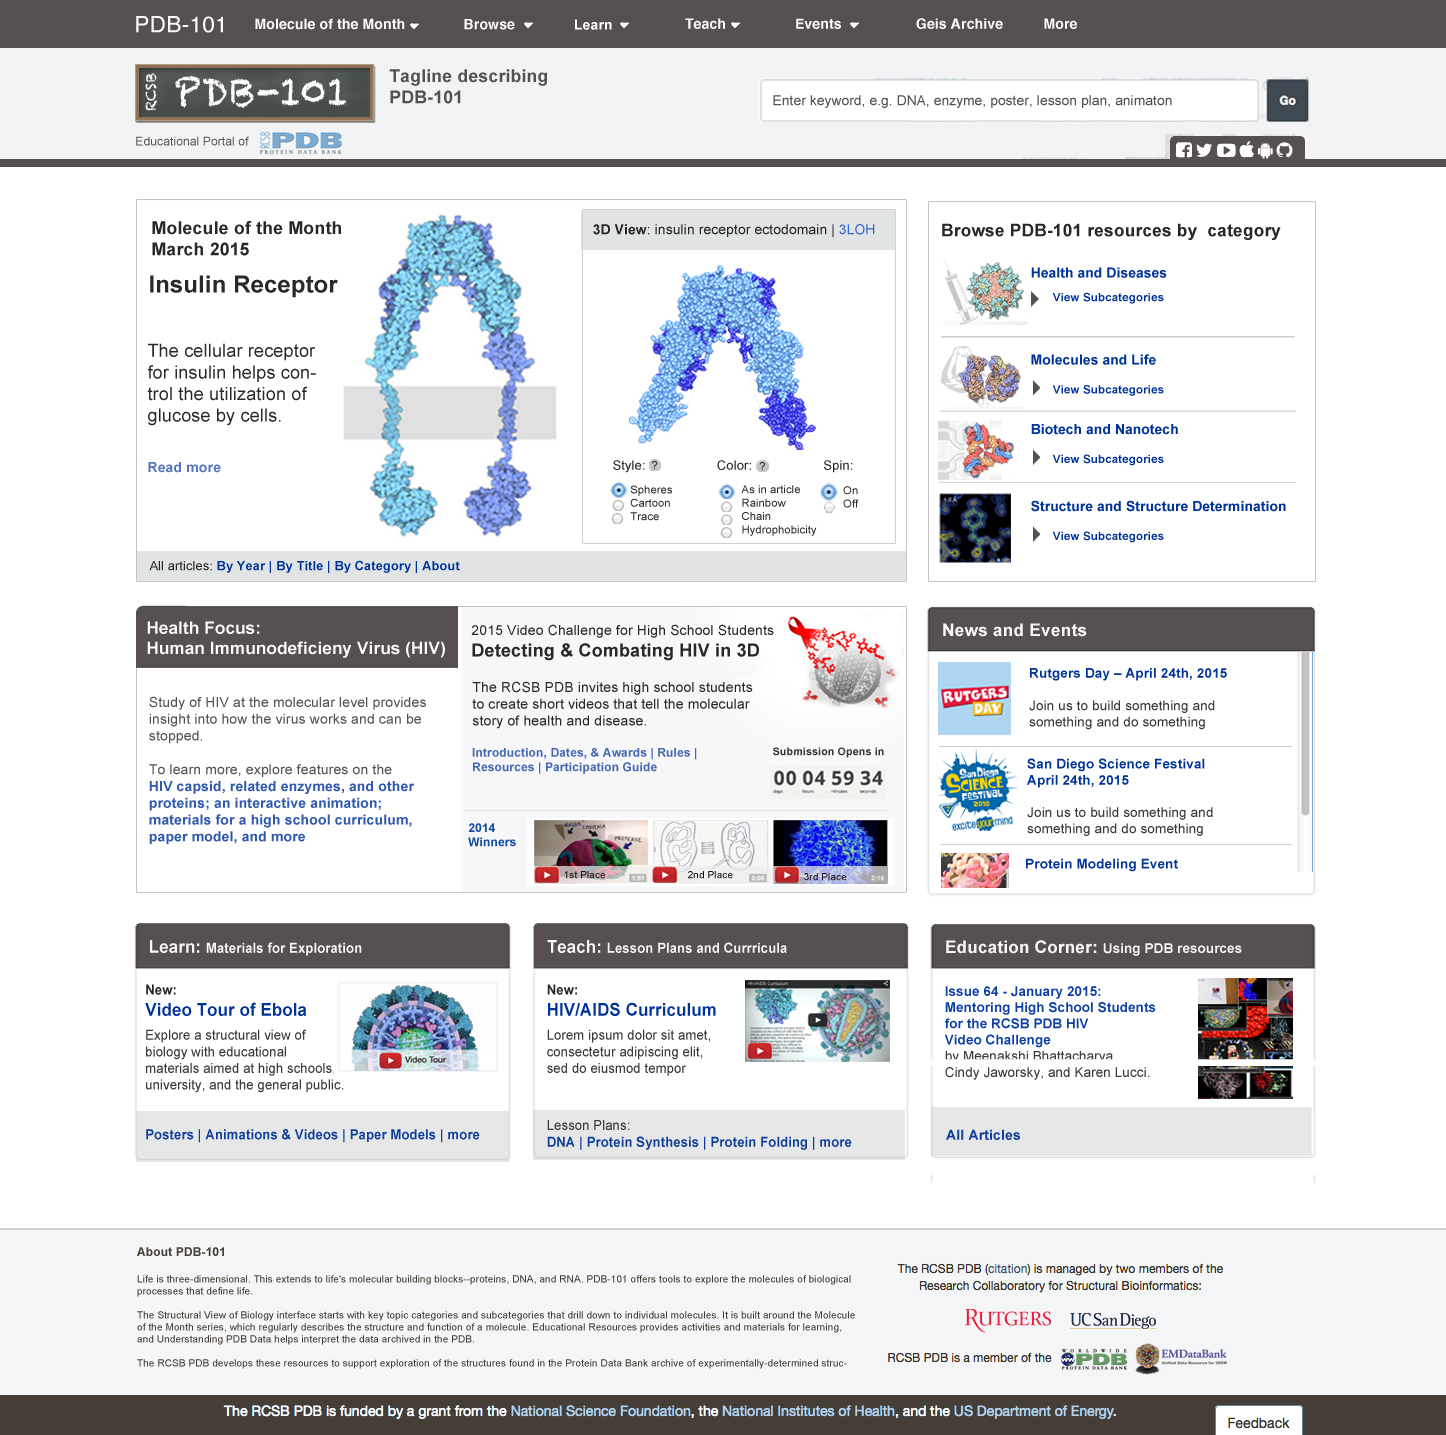 PDB-101
Molecule of the Month
Browse
Learn
Teach
Events
Geis Archive
More
RCSB
PDB-101
Tagline describing
PDB-101
Enter keyword, e.g. DNA, enzyme, poster, lesson plan, animaton
Go
Educational Portal of
RCSB
PDB
PROTEIN DATA BANK
Molecule of the Month
March 2015
Insulin Receptor
The cellular receptor
for insulin helps con-
trol the utilization of
glucose by cells.
Read more
3D View: insulin receptor ectodomain | 3LOH
Style: ?
Spheres
Cartoon
Trace
Color: ?
As in article
Rainbow
Chain
Hydrophobicity
Spin:
On
Off
All articles: By Year | By Title | By Category | About
Browse PDB-101 resources by category
Health and Diseases
View Subcategories
Molecules and Life
View Subcategories
Biotech and Nanotech
View Subcategories
Structure and Structure Determination
View Subcategories
Health Focus:
Human Immunodeficieny Virus (HIV)
Study of HIV at the molecular level provides
insight into how the virus works and can be
stopped.
To learn more, explore features on the
HIV capsid, related enzymes, and other
proteins; an interactive animation;
materials for a high school curriculum,
paper model, and more
2015 Video Challenge for High School Students
Detecting & Combating HIV in 3D
The RCSB PDB invites high school students
to create short videos that tell the molecular
story of health and disease.
Introduction, Dates, & Awards | Rules |
Resources | Participation Guide
Submission Opens in
00 04 59 34
days hours minutes seconds
2014
Winners
PROTEASE
1st Place
1:51
2nd Place
2:08
3rd Place
2:18
News and Events
RUTGERS
DAY
Rutgers Day – April 24th, 2015
Join us to build something and
something and do something
San Diego
SCIENCE
FESTIVAL
2010
excite your mind
San Diego Science Festival
April 24th, 2015
Join us to build something and
something and do something
Protein Modeling Event
Learn: Materials for Exploration
New:
Video Tour of Ebola
Explore a structural view of
biology with educational
materials aimed at high schools,
university, and the general public.
Video Tour
Posters | Animations & Videos | Paper Models | more
Teach: Lesson Plans and Currricula
New:
HIV/AIDS Curriculum
Lorem ipsum dolor sit amet,
consectetur adipiscing elit,
sed do eiusmod tempor
HIV/AIDS Curriculum
Lesson Plans:
DNA | Protein Synthesis | Protein Folding | more
Education Corner: Using PDB resources
Issue 64 - January 2015:
Mentoring High School Students
for the RCSB PDB HIV
Video Challenge
by Meenakshi Bhattacharya,
Cindy Jaworsky, and Karen Lucci.
All Articles
About PDB-101
Life is three-dimensional. This extends to life's molecular building blocks--proteins, DNA, and RNA. PDB-101 offers tools to explore the molecules of biological
processes that define life.
The Structural View of Biology interface starts with key topic categories and subcategories that drill down to individual molecules. It is built around the Molecule
of the Month series, which regularly describes the structure and function of a molecule. Educational Resources provides activities and materials for learning,
and Understanding PDB Data helps interpret the data archived in the PDB.
The RCSB PDB develops these resources to support exploration of the structures found in the Protein Data Bank archive of experimentally-determined struc-
The RCSB PDB (citation) is managed by two members of the
Research Collaboratory for Structural Bioinformatics:
RUTGERS
UC San Diego
RCSB PDB is a member of the
WORLDWIDE
PDB
PROTEIN DATA BANK
EMDataBank
Unified Data Resource for 3DEM
The RCSB PDB is funded by a grant from the National Science Foundation, the National Institutes of Health, and the US Department of Energy.
Feedback